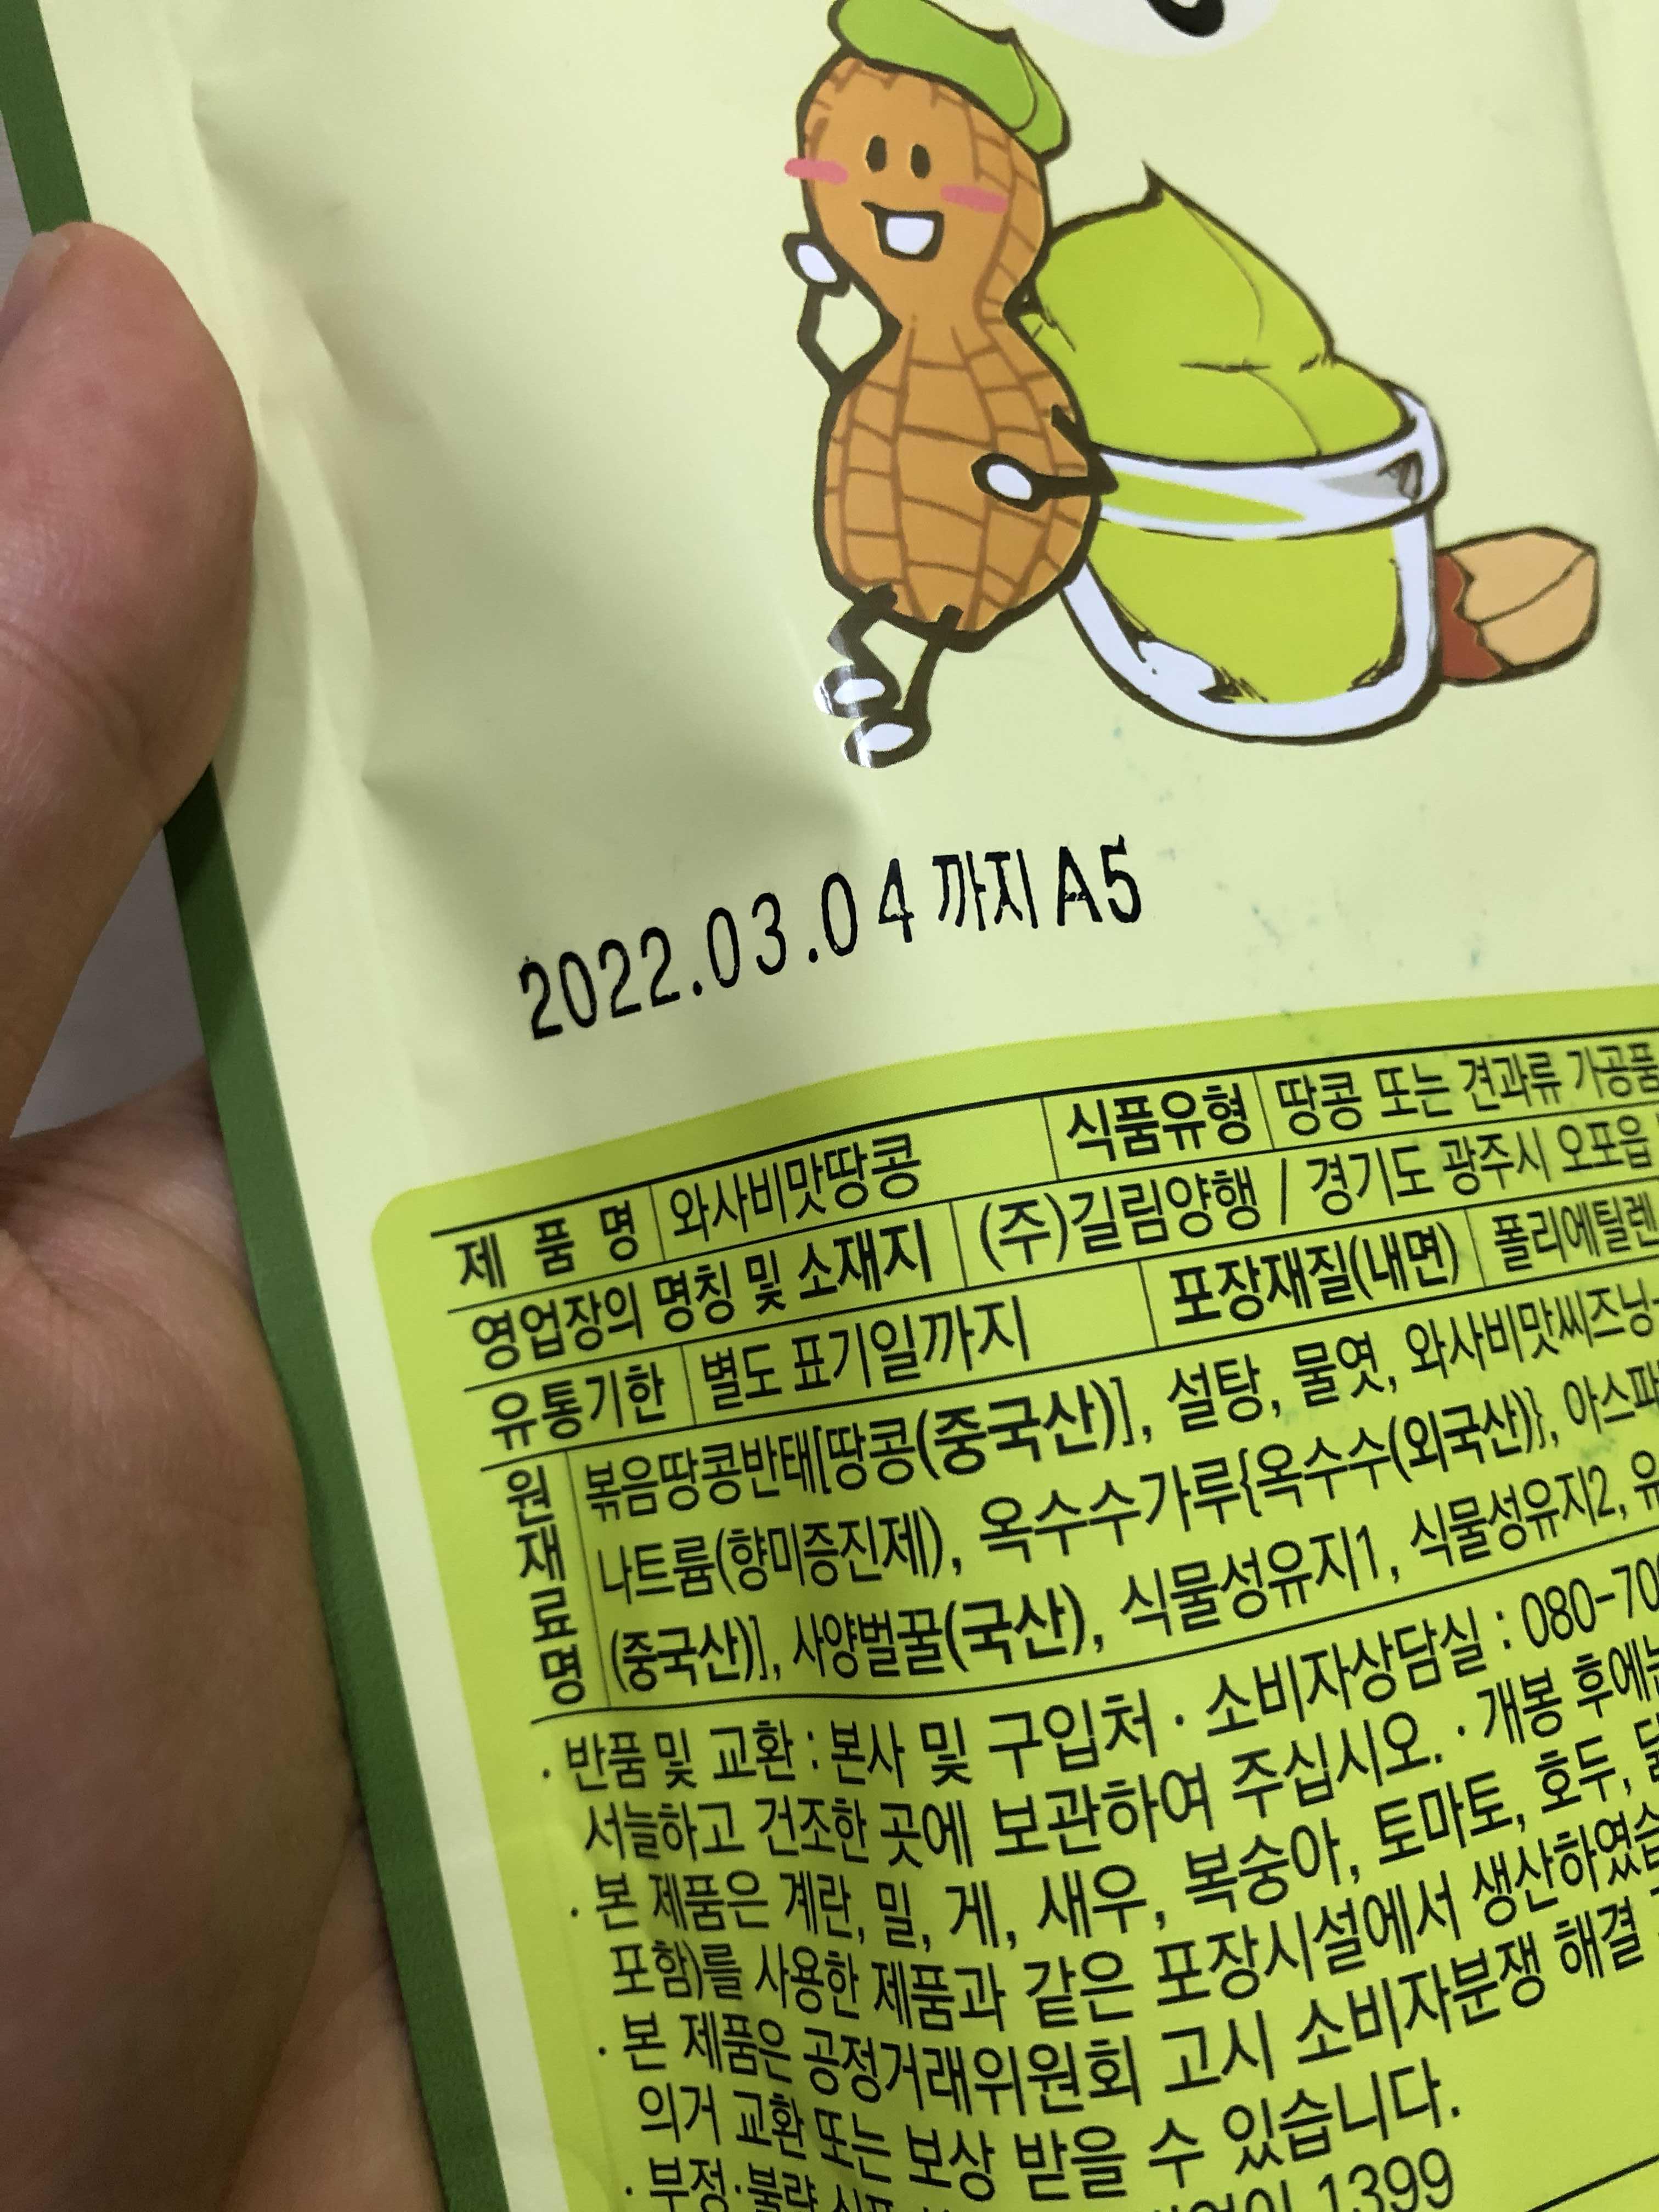 2022.03.04 까지 A5
제 품 명 와사비맛땅콩 식품유형 땅콩 또는 견과류 가공품
영업장의 명칭 및 소재지 (주)길림양행 / 경기도 광주시 오포읍
유통기한 별도 표기일까지 포장재질(내면) 폴리에틸렌
원재료명 볶음땅콩반태[땅콩(중국산)], 설탕, 물엿, 와사비맛씨즈닝
나트륨(향미증진제), 옥수수가루{옥수수(외국산)}, 아스파
(중국산)], 사양벌꿀(국산), 식물성유지1, 식물성유지2, 유
· 반품 및 교환 : 본사 및 구입처 · 소비자상담실 : 080-70
서늘하고 건조한 곳에 보관하여 주십시오. · 개봉 후에는
· 본 제품은 계란, 밀, 게, 새우, 복숭아, 토마토, 호두,
포함)를 사용한 제품과 같은 포장시설에서 생산하였습
· 본 제품은 공정거래위원회 고시 소비자분쟁 해결
의거 교환 또는 보상 받을 수 있습니다.
· 부정·불량 1399